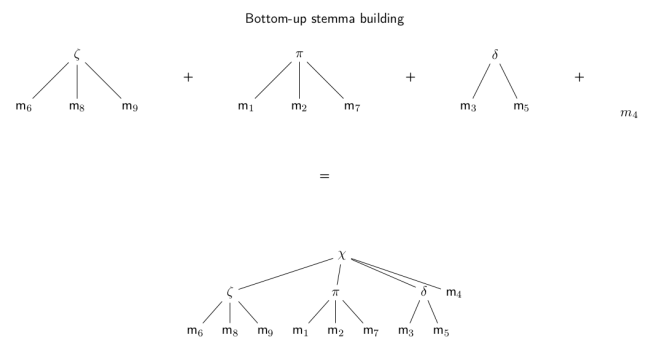 Bottom-up stemma building
ζ π δ
+ + +
m₆ m₈ m₉ m₁ m₂ m₇ m₃ m₅
m₄
=
χ
ζ π δ m₄
m₆ m₈ m₉ m₁ m₂ m₇ m₃ m₅